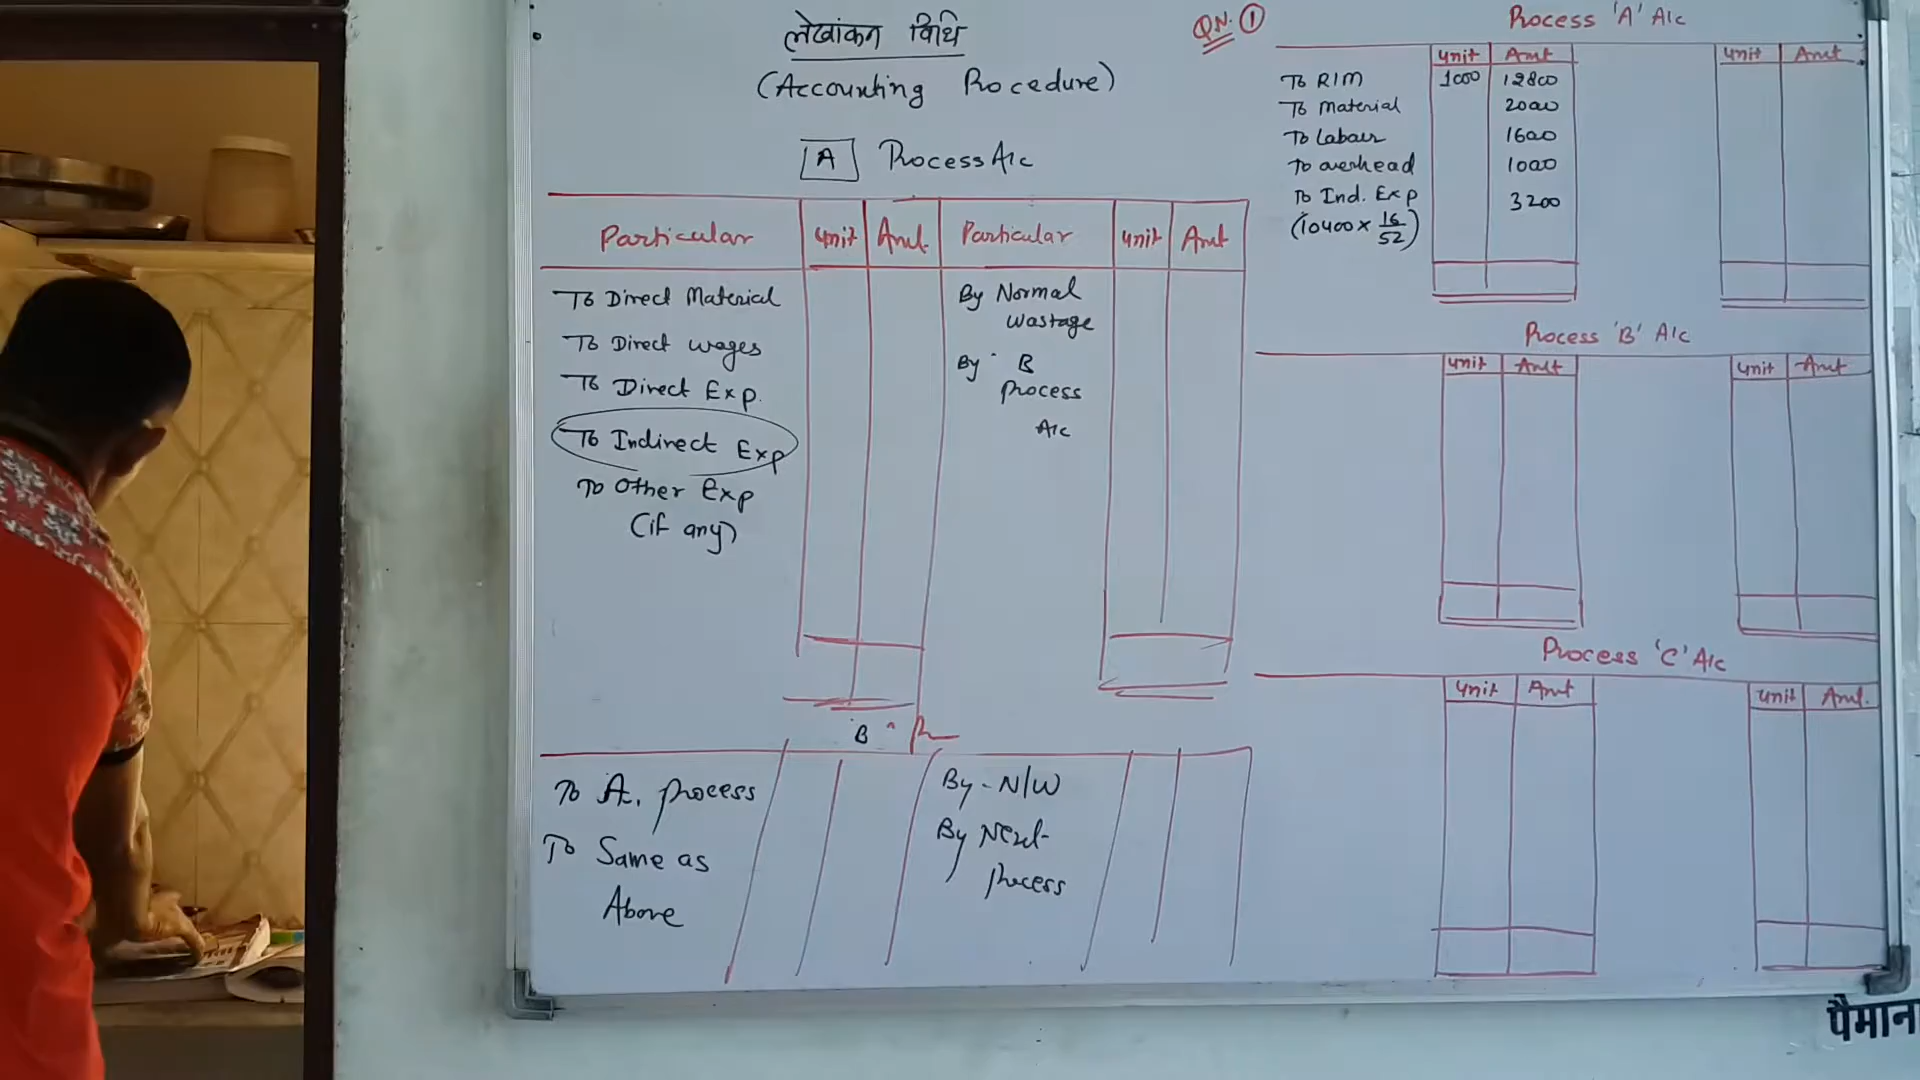 लेखांकन विधि
(Accounting Procedure)
A Process A/c
Particular Unit Amt. Particular Unit Amt
To Direct Material
To Direct wages
To Direct Exp.
To Indirect Exp
To Other Exp
(if any)
By Normal
wastage
By B
Process
A/c
B
To A. process
To Same as
Above
By - N/W
By Next
Process
QN. 1
Process 'A' A/c
Unit Amt Unit Amt
To R/M 1000 12800
To Material 2000
To Labour 1600
To overhead 1000
To Ind. Exp 3200
(10400 × 16/52)
Process 'B' A/c
Unit Amt Unit Amt
Process 'C' A/c
Unit Amt Unit Amt.
पैमान